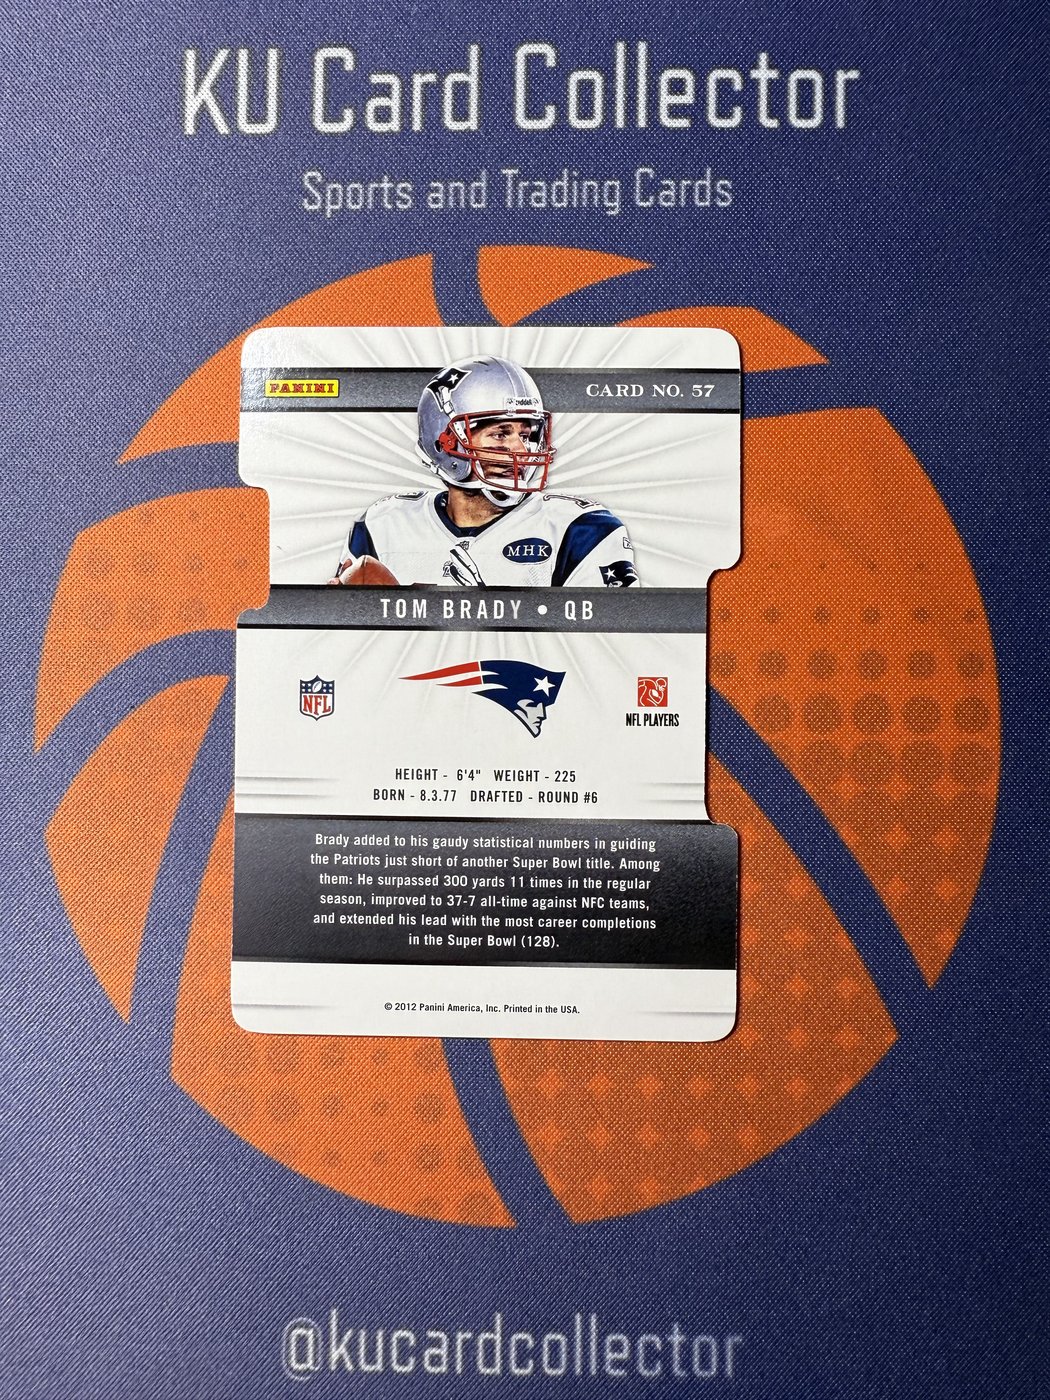 KU Card Collector
Sports and Trading Cards
PANINI
CARD NO. 57
Riddell
MHK
TOM BRADY • QB
NFL
NFL PLAYERS
HEIGHT - 6'4" WEIGHT - 225
BORN - 8.3.77 DRAFTED - ROUND #6
Brady added to his gaudy statistical numbers in guiding
the Patriots just short of another Super Bowl title. Among
them: He surpassed 300 yards 11 times in the regular
season, improved to 37-7 all-time against NFC teams,
and extended his lead with the most career completions
in the Super Bowl (128).
© 2012 Panini America, Inc. Printed in the USA.
@kucardcollector